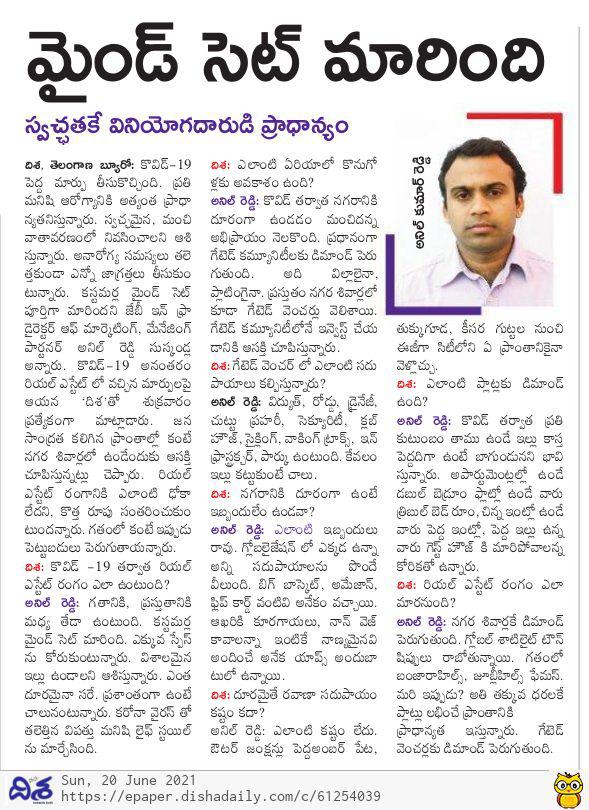 మైండ్ సెట్ మారింది
స్వచ్ఛతకే వినియోగదారుడి ప్రాధాన్యం
దిశ, తెలంగాణ బ్యూరో: కొవిడ్-19
పెద్ద మార్పు తీసుకొచ్చింది. ప్రతి
మనిషి ఆరోగ్యానికి అత్యంత ప్రాధా
న్యతనిస్తున్నారు. స్వచ్ఛమైన, మంచి
వాతావరణంలో నివసించాలని ఆశి
స్తున్నారు. అనారోగ్య సమస్యలు తలె
త్తకుండా ఎన్నో జాగ్రత్తలు తీసుకుం
టున్నారు. కస్టమర్ల మైండ్ సెట్
పూర్తిగా మారిందని జేబీ ఇన్ ఫ్రా
డైరెక్టర్ ఆఫ్ మార్కెటింగ్, మేనేజింగ్
పార్టనర్ అనిల్ రెడ్డి సుస్కండ్ల
అన్నారు. కొవిడ్-19 అనంతరం
రియల్ ఎస్టేట్ లో వచ్చిన మార్పులపై
ఆయన 'దిశ'తో శుక్రవారం
ప్రత్యేకంగా మాట్లాడారు. జన
సాంద్రత కలిగిన ప్రాంతాల్లో కంటే
నగర శివార్లలో ఉండేందుకు ఆసక్తి
చూపిస్తున్నట్లు చెప్పారు. రియల్
ఎస్టేట్ రంగానికి ఎలాంటి ధోకా
లేదని, కొత్త రూపు సంతరించుకుం
టుందన్నారు. గతంలో కంటే ఇప్పుడు
పెట్టుబడులు పెరుగుతాయన్నారు.
దిశ: కొవిడ్ -19 తర్వాత రియల్
ఎస్టేట్ రంగం ఎలా ఉంటుంది?
అనిల్ రెడ్డి: గతానికి, ప్రస్తుతానికి
మధ్య తేడా ఉంటుంది. కస్టమర్ల
మైండ్ సెట్ మారింది. ఎక్కువ స్పేస్
ను కోరుకుంటున్నారు. విశాలమైన
ఇల్లు ఉండాలని ఆశిస్తున్నారు. ఎంత
దూరమైనా సరే. ప్రశాంతంగా ఉంటే
చాలనుంటున్నారు. కరోనా వైరస్ తో
తలెత్తిన విపత్తు మనిషి లైఫ్ స్టయిల్
ను మార్చేసింది.
దిశ: ఎలాంటి ఏరియాలో కొనుగో
ళ్లకు అవకాశం ఉంది?
అనిల్ రెడ్డి: కొవిడ్ తర్వాత నగరానికి
దూరంగా ఉండడం మంచిదన్న
అభిప్రాయం నెలకొంది. ప్రధానంగా
గేటెడ్ కమ్యూనిటీలకు డిమాండ్ పెరు
గుతుంది. అది విల్లాలైనా,
ప్లాటింగైనా. ప్రస్తుతం నగర శివార్లలో
కూడా గేటెడ్ వెంచర్లు వెలిశాయి.
గేటెడ్ కమ్యూనిటీలోనే ఇన్వెస్ట్ చేయ
డానికి ఆసక్తి చూపిస్తున్నారు.
దిశ: గేటెడ్ వెంచర్ లో ఎలాంటి సదు
పాయాలు కల్పిస్తున్నారు?
అనిల్ రెడ్డి: విద్యుత్, రోడ్డు, డ్రైనేజీ,
చుట్టు ప్రహరీ, సెక్యూరిటీ, క్లబ్
హౌజ్, సైక్లింగ్, వాకింగ్ ట్రాక్స్, ఇన్
ఫ్రాస్ట్రక్చర్, పార్కు ఉంటుంది. కేవలం
ఇల్లు కట్టుకుంటే చాలు.
దిశ: నగరానికి దూరంగా ఉంటే
ఇబ్బందులేం ఉండవా?
అనిల్ రెడ్డి: ఎలాంటి ఇబ్బందులు
రావు. గ్లోబలైజేషన్ లో ఎక్కడ ఉన్నా
అన్ని సదుపాయాలను పొందే
వీలుంది. బిగ్ బాస్కెట్, అమేజాన్,
ఫ్లిప్ కార్డ్ వంటివి అనేకం వచ్చాయి.
ఆఖరికి కూరగాయలు, నాన్ వెజ్
కావాలన్నా ఇంటికే నాణ్యమైనవి
అందించే అనేక యాప్స్ అందుబా
టులో ఉన్నాయి.
దిశ: దూరమైతే రవాణా సదుపాయం
కష్టం కదా?
అనిల్ రెడ్డి: ఎలాంటి కష్టం లేదు.
ఔటర్ జంక్షన్లు పెద్దఅంబర్ పేట,
అనిల్ కుమార్ రెడ్డి
తుక్కుగూడ, కీసర గుట్టల నుంచి
ఈజీగా సిటీలోని ఏ ప్రాంతానికైనా
వెళ్లొచ్చు.
దిశ: ఎలాంటి ప్లాట్లకు డిమాండ్
ఉంది?
అనిల్ రెడ్డి: కొవిడ్ తర్వాత ప్రతి
కుటుంబం తాము ఉండే ఇల్లు కాస్త
పెద్దదిగా ఉంటే బాగుండునని భావి
స్తున్నారు. అపార్టుమెంట్లల్లో ఉండే
డబుల్ బెడ్రూం ఫ్లాట్లో ఉండే వారు
త్రిబుల్ బెడ్ రూం, చిన్న ఇంట్లో ఉండే
వారు పెద్ద ఇంట్లో, పెద్ద ఇల్లు ఉన్న
వారు గెస్ట్ హౌజ్ కి మారిపోవాలన్న
కోరికతో ఉన్నారు.
దిశ: రియల్ ఎస్టేట్ రంగం ఎలా
మారనుంది?
అనిల్ రెడ్డి: నగర శివార్లకే డిమాండ్
పెరుగుతుంది. గ్లోబల్ శాటిలైట్ టౌన్
షిప్పులు రాబోతున్నాయి. గతంలో
బంజారాహిల్స్, జూబ్లీహిల్స్ ఫేమస్.
మరి ఇప్పుడు? అతి తక్కువ ధరలకే
ప్లాట్లు లభించే ప్రాంతానికి
ప్రాధాన్యత ఇస్తున్నారు. గేటెడ్
వెంచర్లకు డిమాండ్ పెరుగుతుంది.
దిశ
Sun, 20 June 2021
https://epaper.dishadaily.com/c/61254039